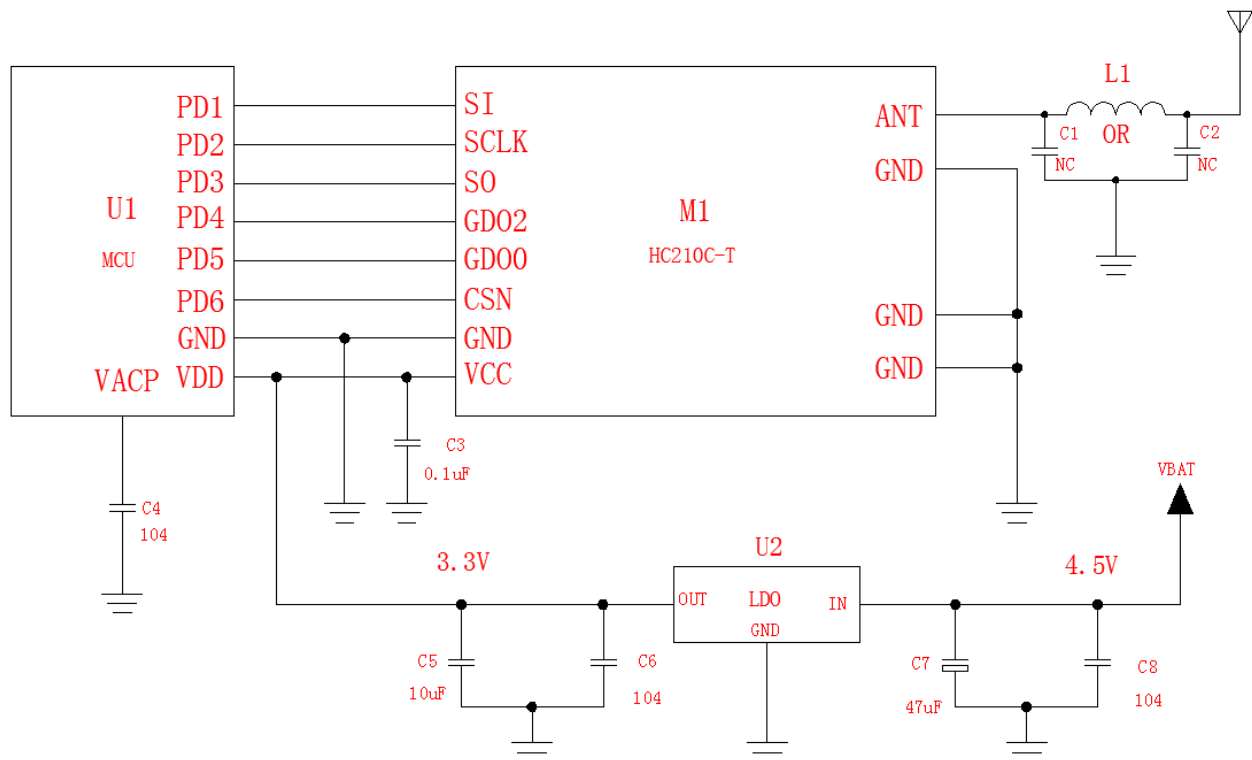 PD1
PD2
PD3
PD4
PD5
PD6
GND
VDD
VACP
U1
MCU
SI
SCLK
SO
GDO2
GDO0
CSN
GND
VCC
M1
HC210C-T
ANT
GND
GND
GND
L1
OR
C1
NC
C2
NC
C3
0.1uF
C4
104
3.3V
U2
OUT
LDO
IN
GND
4.5V
VBAT
C5
10uF
C6
104
C7
47uF
C8
104